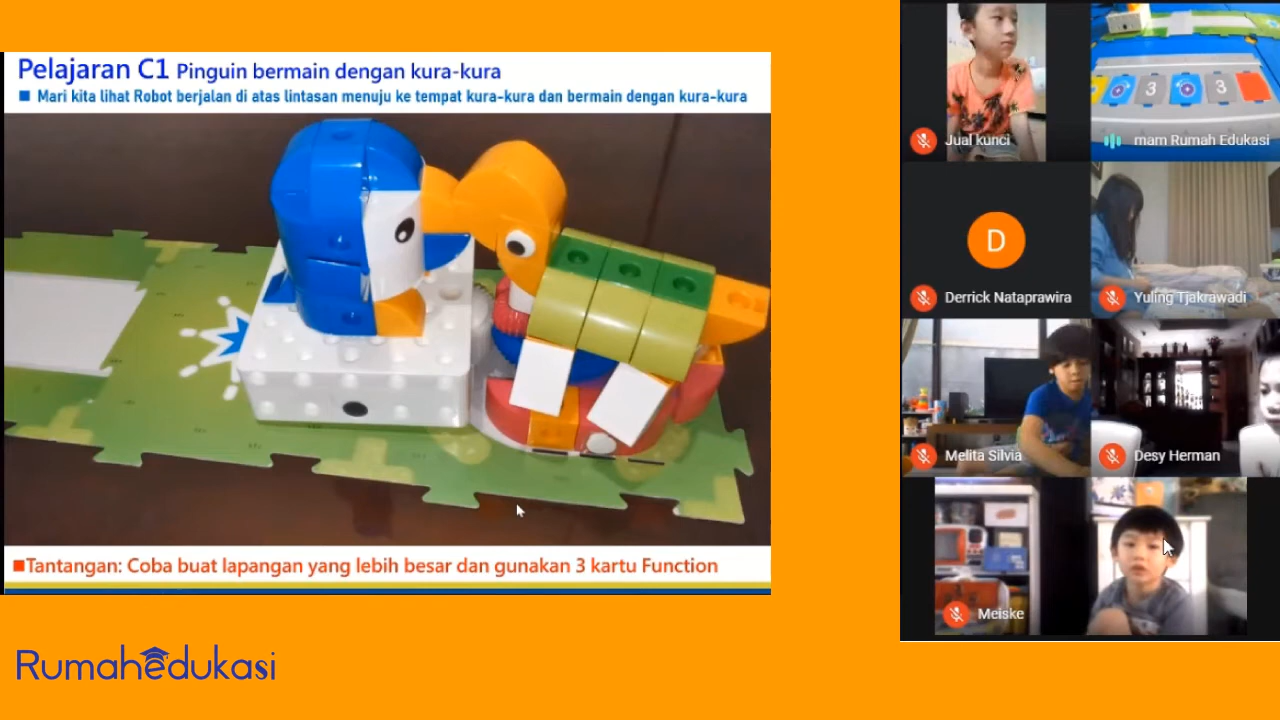 Pelajaran C1 Pinguin bermain dengan kura-kura
Mari kita lihat Robot berjalan di atas lintasan menuju ke tempat kura-kura dan bermain dengan kura-kura
Tantangan: Coba buat lapangan yang lebih besar dan gunakan 3 kartu Function
RumahEdukasi
Jual kunci
3
3
mam Rumah Edukasi
D
Derrick Nataprawira
Yuling Tjakrawadi
Melita Silvia
Desy Herman
Meiske